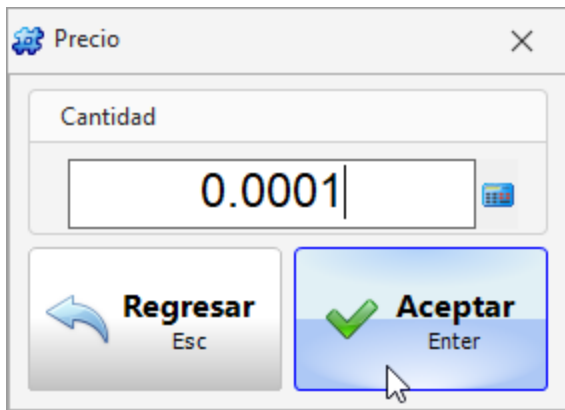 Precio
Cantidad
0.0001
Regresar
Esc
Aceptar
Enter